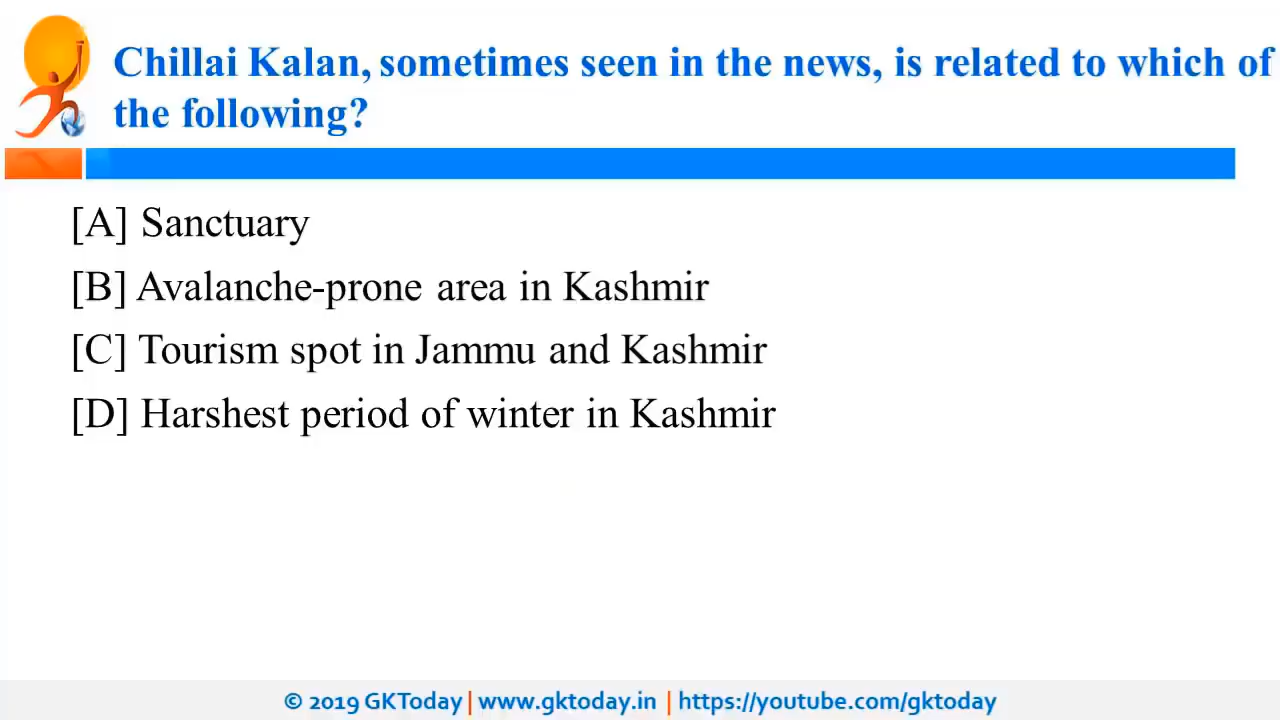 Chillai Kalan, sometimes seen in the news, is related to which of
the following?
[A] Sanctuary
[B] Avalanche-prone area in Kashmir
[C] Tourism spot in Jammu and Kashmir
[D] Harshest period of winter in Kashmir
© 2019 GKToday | www.gktoday.in | https://youtube.com/gktoday